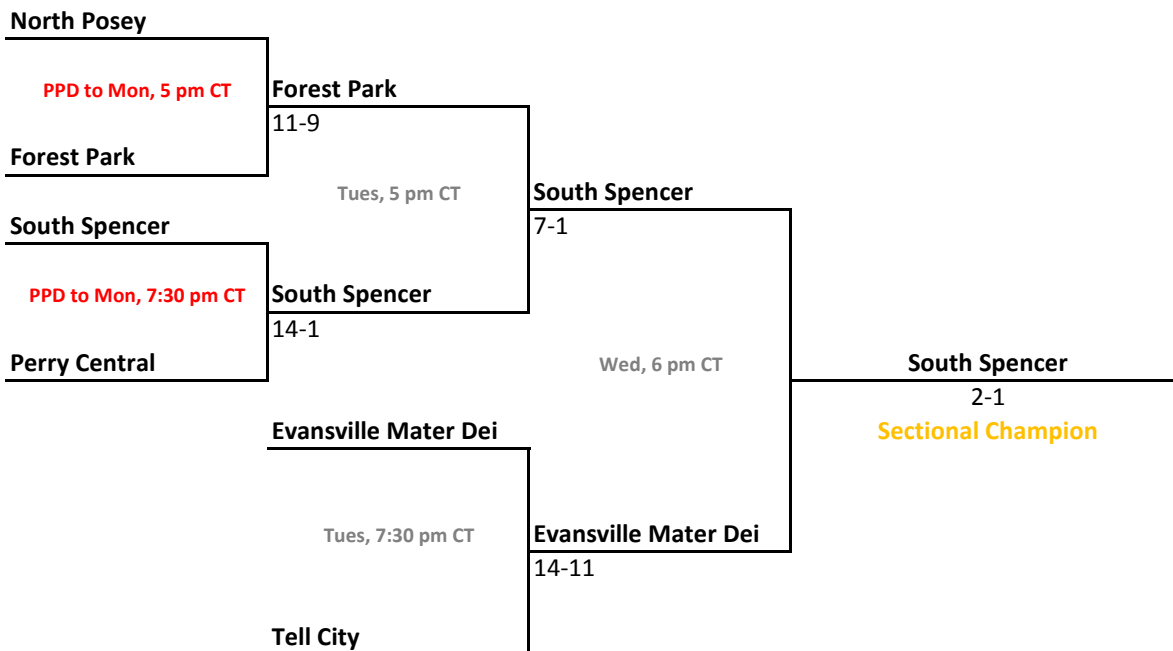 North Posey
PPD to Mon, 5 pm CT
Forest Park
11-9
Forest Park
Tues, 5 pm CT
South Spencer
7-1
South Spencer
PPD to Mon, 7:30 pm CT
South Spencer
14-1
Perry Central
Wed, 6 pm CT
South Spencer
2-1
Sectional Champion
Evansville Mater Dei
Tues, 7:30 pm CT
Evansville Mater Dei
14-11
Tell City